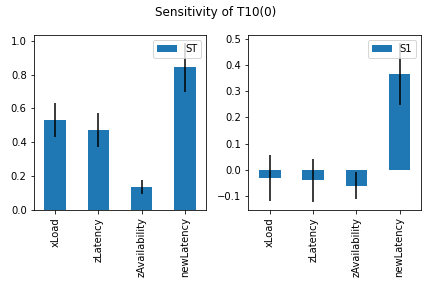 Sensitivity of T10(0)
ST
1.0
0.8
0.6
0.4
0.2
0.0
xLoad
zLatency
zAvailability
newLatency
S1
0.5
0.4
0.3
0.2
0.1
0.0
−0.1
xLoad
zLatency
zAvailability
newLatency